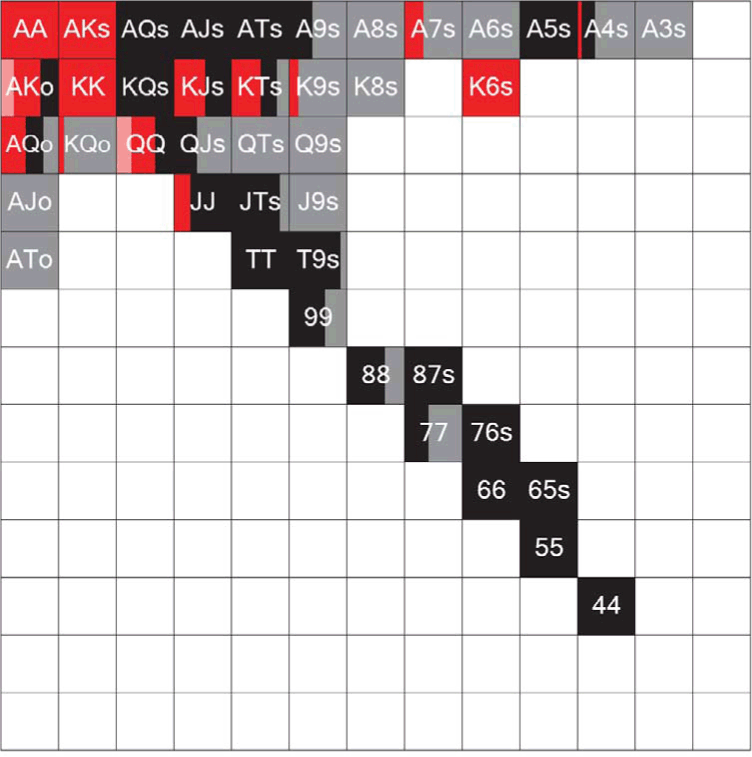 AA AKs AQs AJs ATs A9s A8s A7s A6s A5s A4s A3s
AKo KK KQs KJs KTs K9s K8s K6s
AQo KQo QQ QJs QTs Q9s
AJo JJ JTs J9s
ATo TT T9s
99
88 87s
77 76s
66 65s
55
44